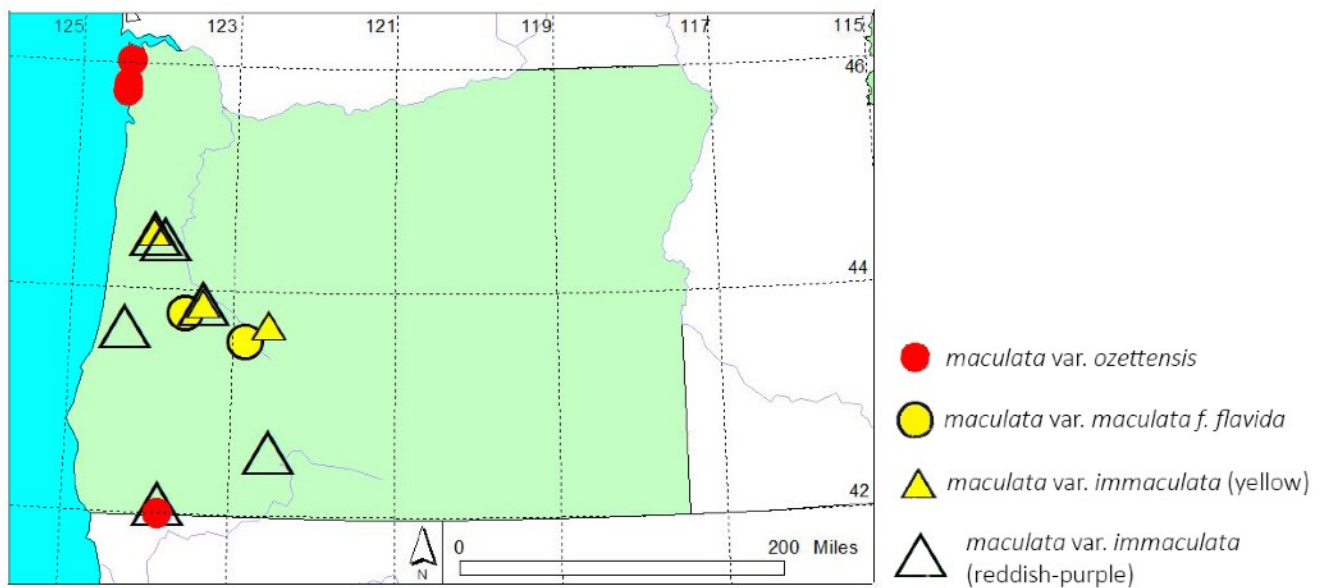 125 123 121 119 117 115
46
44
42
0 200 Miles
N
maculata var. ozettensis
maculata var. maculata f. flavida
maculata var. immaculata (yellow)
maculata var. immaculata
(reddish-purple)